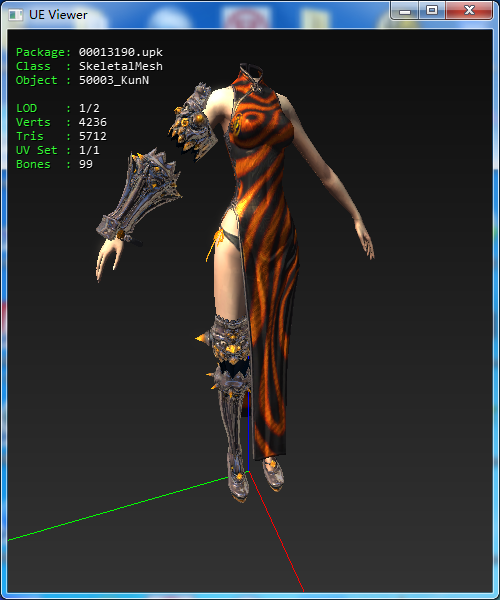 UE Viewer
Package: 00013190.upk
Class : SkeletalMesh
Object : 50003_KunN
LOD : 1/2
Verts : 4236
Tris : 5712
UV Set : 1/1
Bones : 99